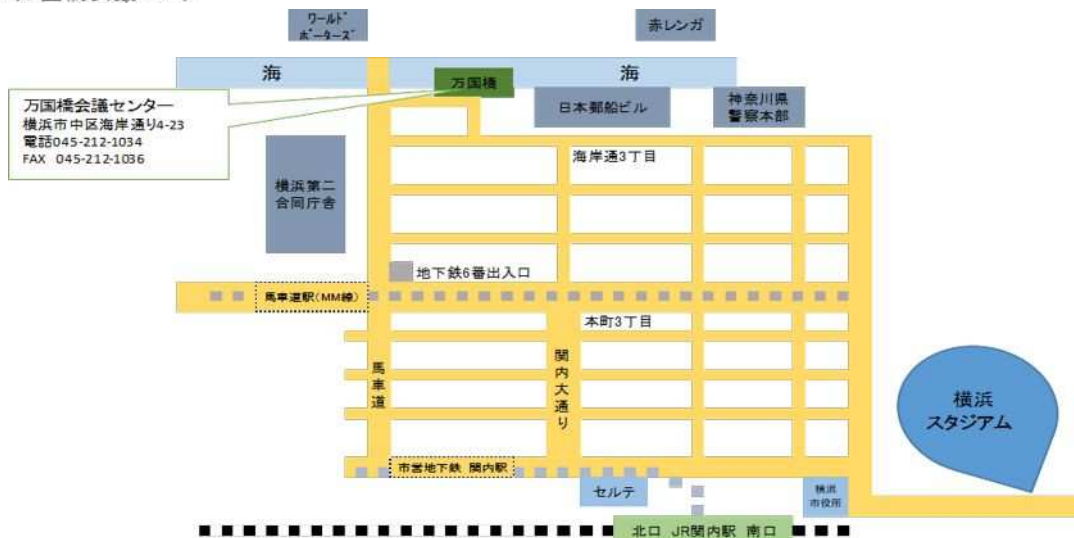 ワールド
ポーターズ
赤レンガ
海
海
万国橋
万国橋会議センター
横浜市中区海岸通り4-23
電話045-212-1034
FAX 045-212-1036
日本郵船ビル
神奈川県
警察本部
海岸通3丁目
横浜第二
合同庁舎
地下鉄6番出入口
馬車道駅(MM線)
本町3丁目
馬車道
関内大通り
横浜
スタジアム
市営地下鉄 関内駅
セルテ
横浜
市役所
北口 JR関内駅 南口